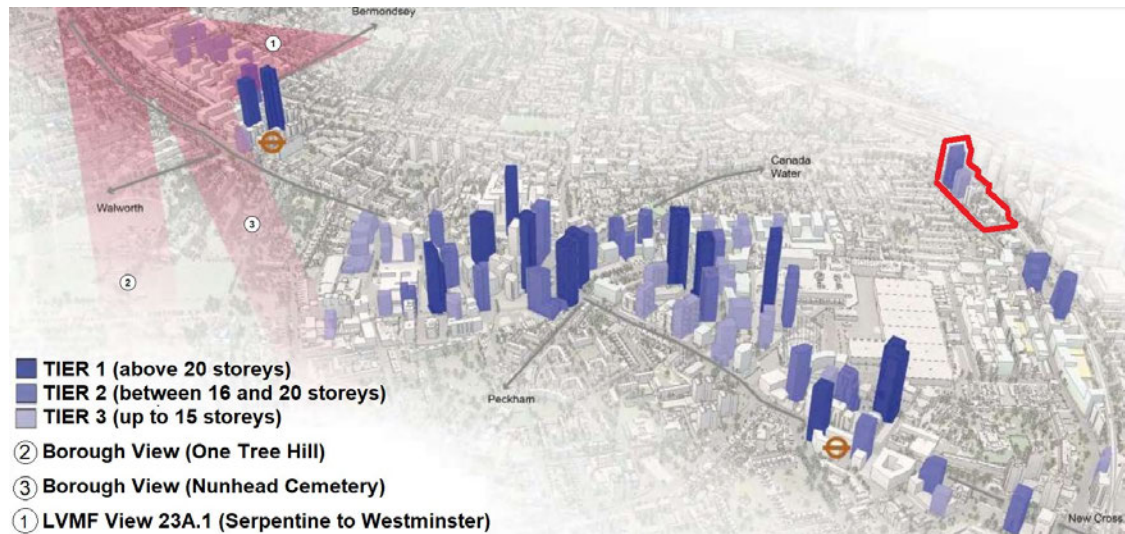 Bermondsey
1
Canada
Water
Walworth
3
2
TIER 1 (above 20 storeys)
TIER 2 (between 16 and 20 storeys)
TIER 3 (up to 15 storeys)
Peckham
2 Borough View (One Tree Hill)
3 Borough View (Nunhead Cemetery)
1 LVMF View 23A.1 (Serpentine to Westminster)
New Cross